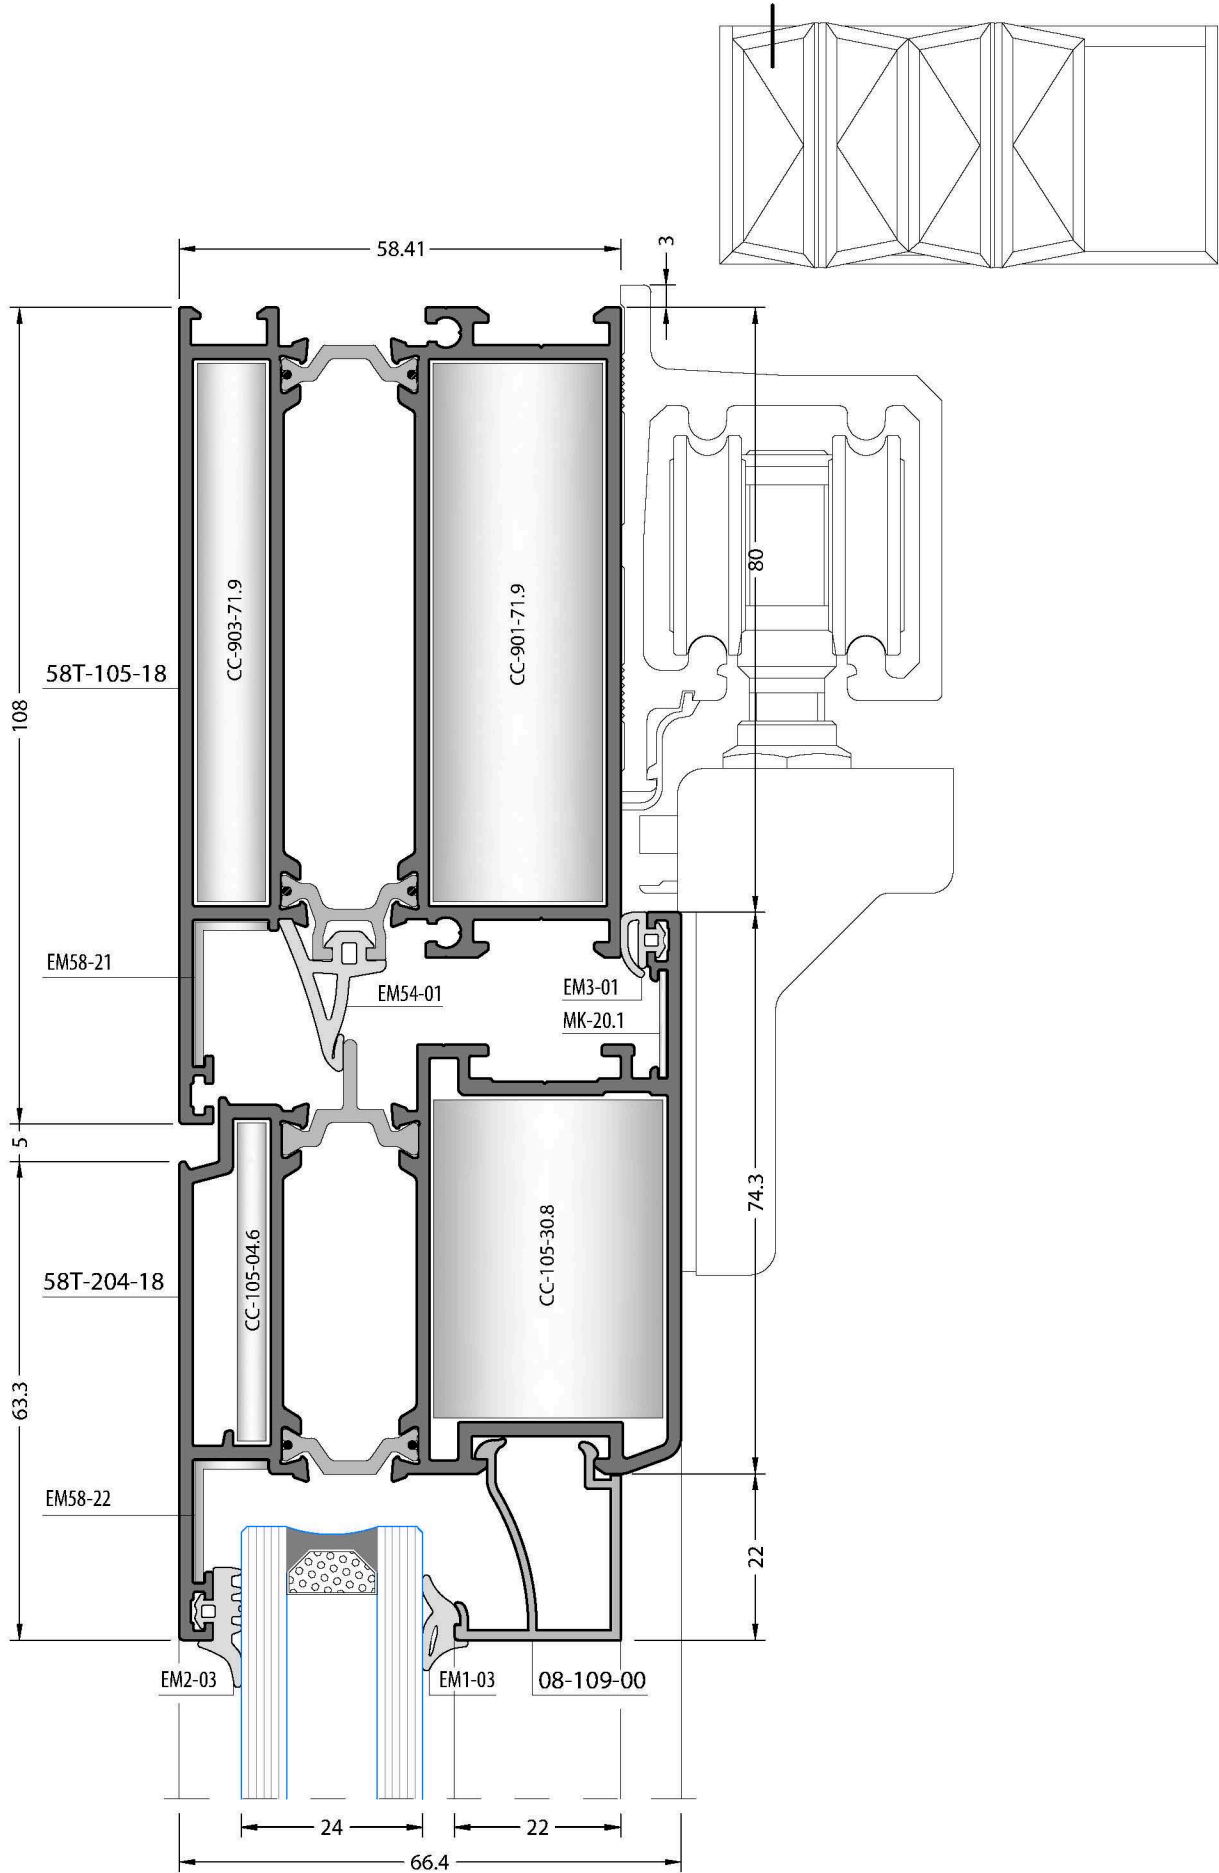 3
58.41
CC-903-71.9
CC-901-71.9
80
58T-105-18
108
EM58-21
EM54-01
EM3-01
MK-20.1
5
74.3
CC-105-04.6
CC-105-30.8
58T-204-18
63.3
EM58-22
22
EM2-03
EM1-03
08-109-00
24
22
66.4